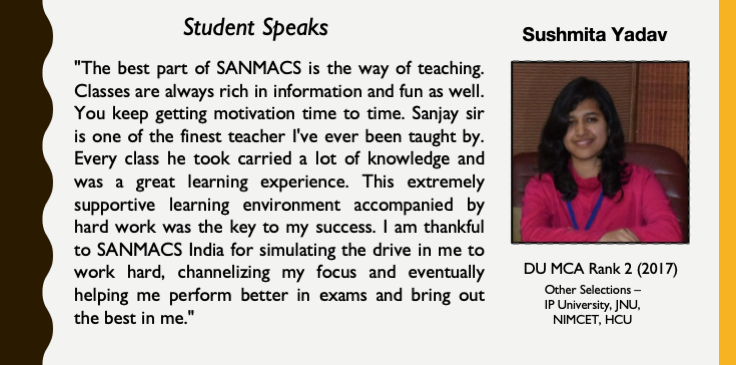 Student Speaks
"The best part of SANMACS is the way of teaching.
Classes are always rich in information and fun as well.
You keep getting motivation time to time. Sanjay sir
is one of the finest teacher I've ever been taught by.
Every class he took carried a lot of knowledge and
was a great learning experience. This extremely
supportive learning environment accompanied by
hard work was the key to my success. I am thankful
to SANMACS India for simulating the drive in me to
work hard, channelizing my focus and eventually
helping me perform better in exams and bring out
the best in me."
Sushmita Yadav
DU MCA Rank 2 (2017)
Other Selections –
IP University, JNU,
NIMCET, HCU